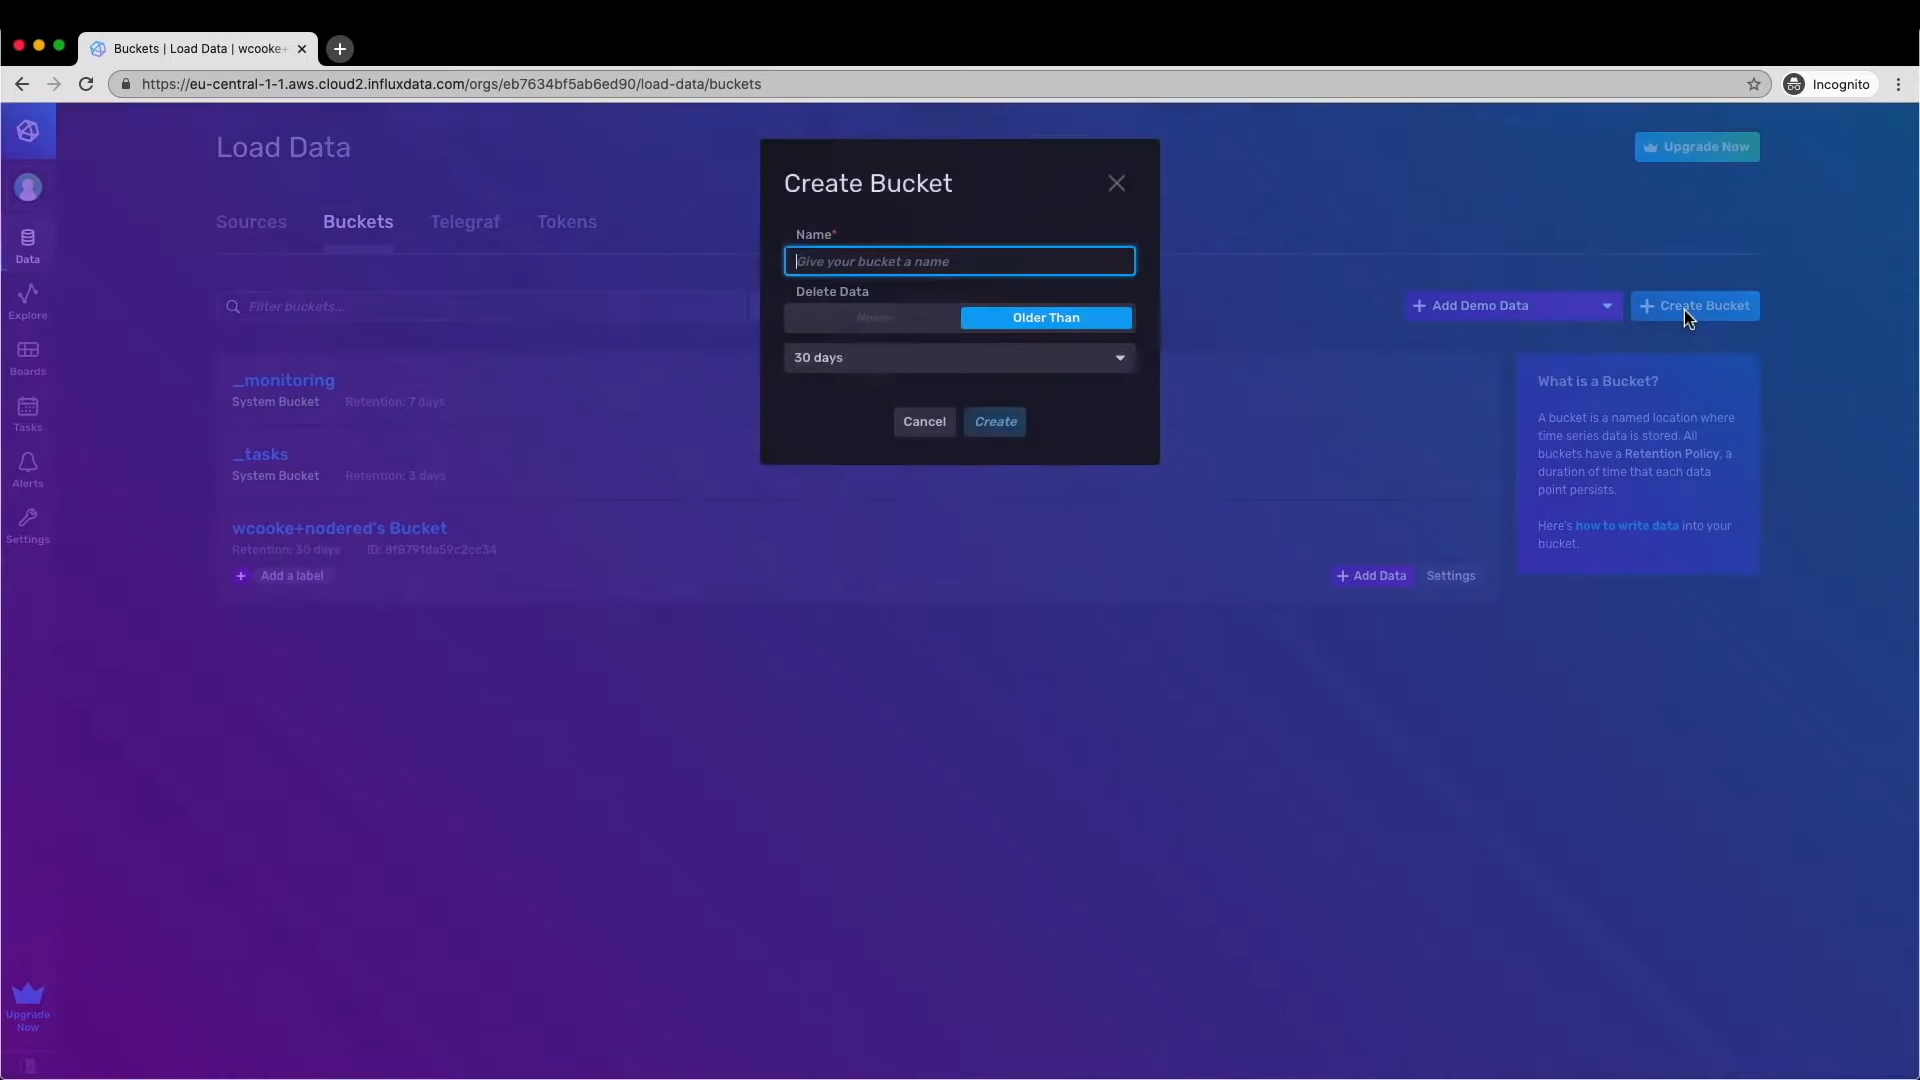 Buckets | Load Data | wcooke+
https://eu-central-1-1.aws.cloud2.influxdata.com/orgs/eb7634bf5ab6ed90/load-data/buckets
Incognito
Load Data
Upgrade Now
Sources
Buckets
Telegraf
Tokens
Data
Explore
Boards
Tasks
Alerts
Settings
Upgrade
Now
Filter buckets...
Add Demo Data
Create Bucket
_monitoring
System Bucket Retention: 7 days
_tasks
System Bucket Retention: 3 days
wcooke+nodered's Bucket
Retention: 30 days ID: 8f8791da59c2cc34
+ Add a label
+ Add Data
Settings
Create Bucket
Name*
Give your bucket a name
Delete Data
Never
Older Than
30 days
Cancel
Create
What is a Bucket?
A bucket is a named location where
time series data is stored. All
buckets have a Retention Policy, a
duration of time that each data
point persists.
Here's how to write data into your
bucket.